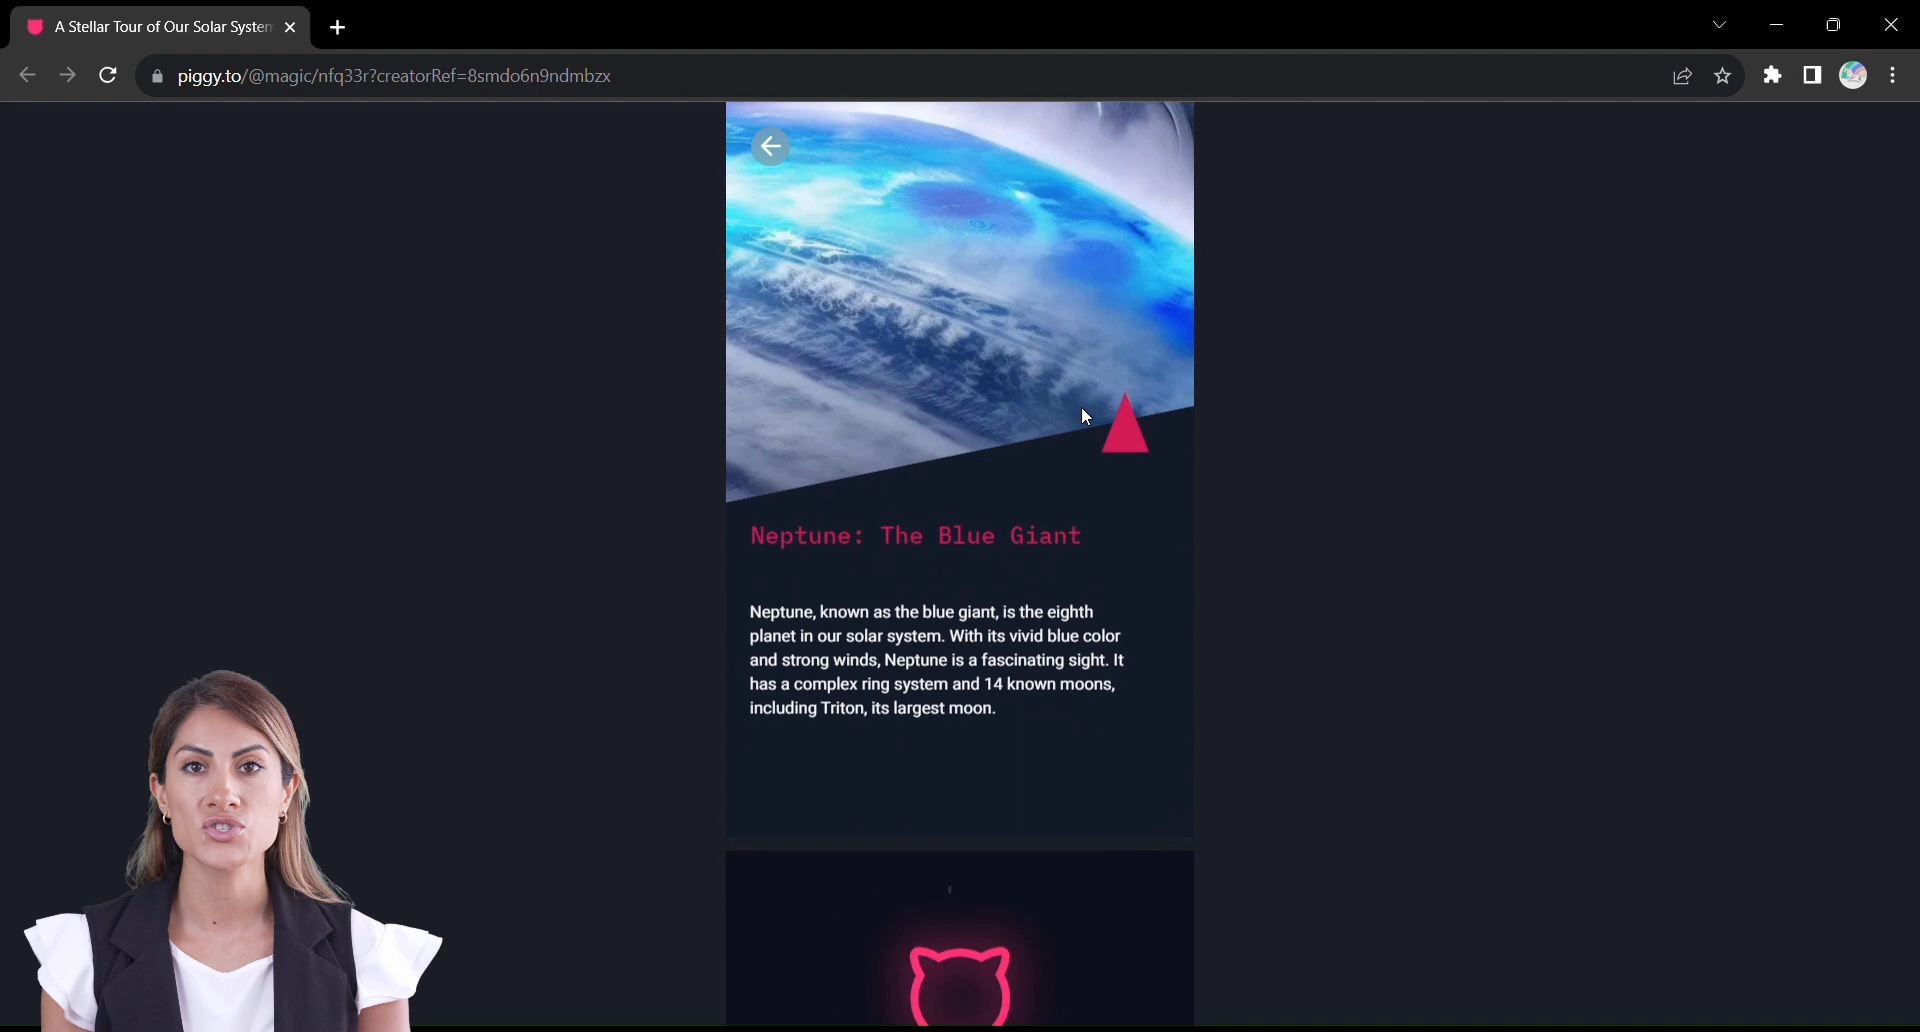 A Stellar Tour of Our Solar System
piggy.to/@magic/nfq33r?creatorRef=8smdo6n9ndmbzx
Neptune: The Blue Giant
Neptune, known as the blue giant, is the eighth
planet in our solar system. With its vivid blue color
and strong winds, Neptune is a fascinating sight. It
has a complex ring system and 14 known moons,
including Triton, its largest moon.